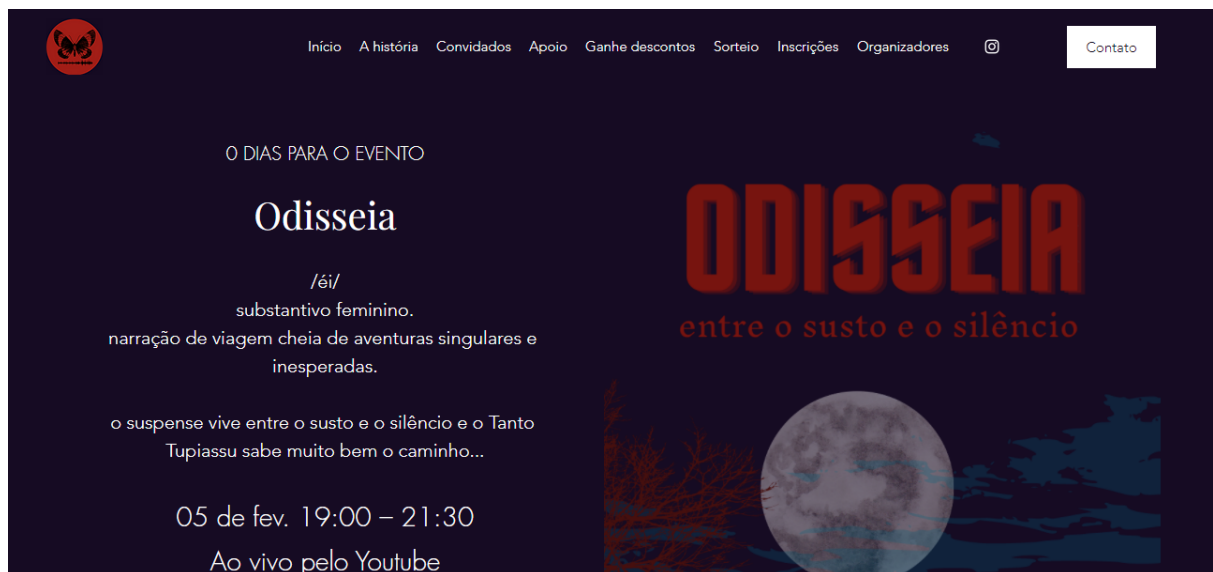 Início A história Convidados Apoio Ganhe descontos Sorteio Inscrições Organizadores Contato
0 DIAS PARA O EVENTO
Odisseia
/éi/
substantivo feminino.
narração de viagem cheia de aventuras singulares e
inesperadas.
o suspense vive entre o susto e o silêncio e o Tanto
Tupiassu sabe muito bem o caminho...
05 de fev. 19:00 – 21:30
Ao vivo pelo Youtube
ODISSEIA
entre o susto e o silêncio